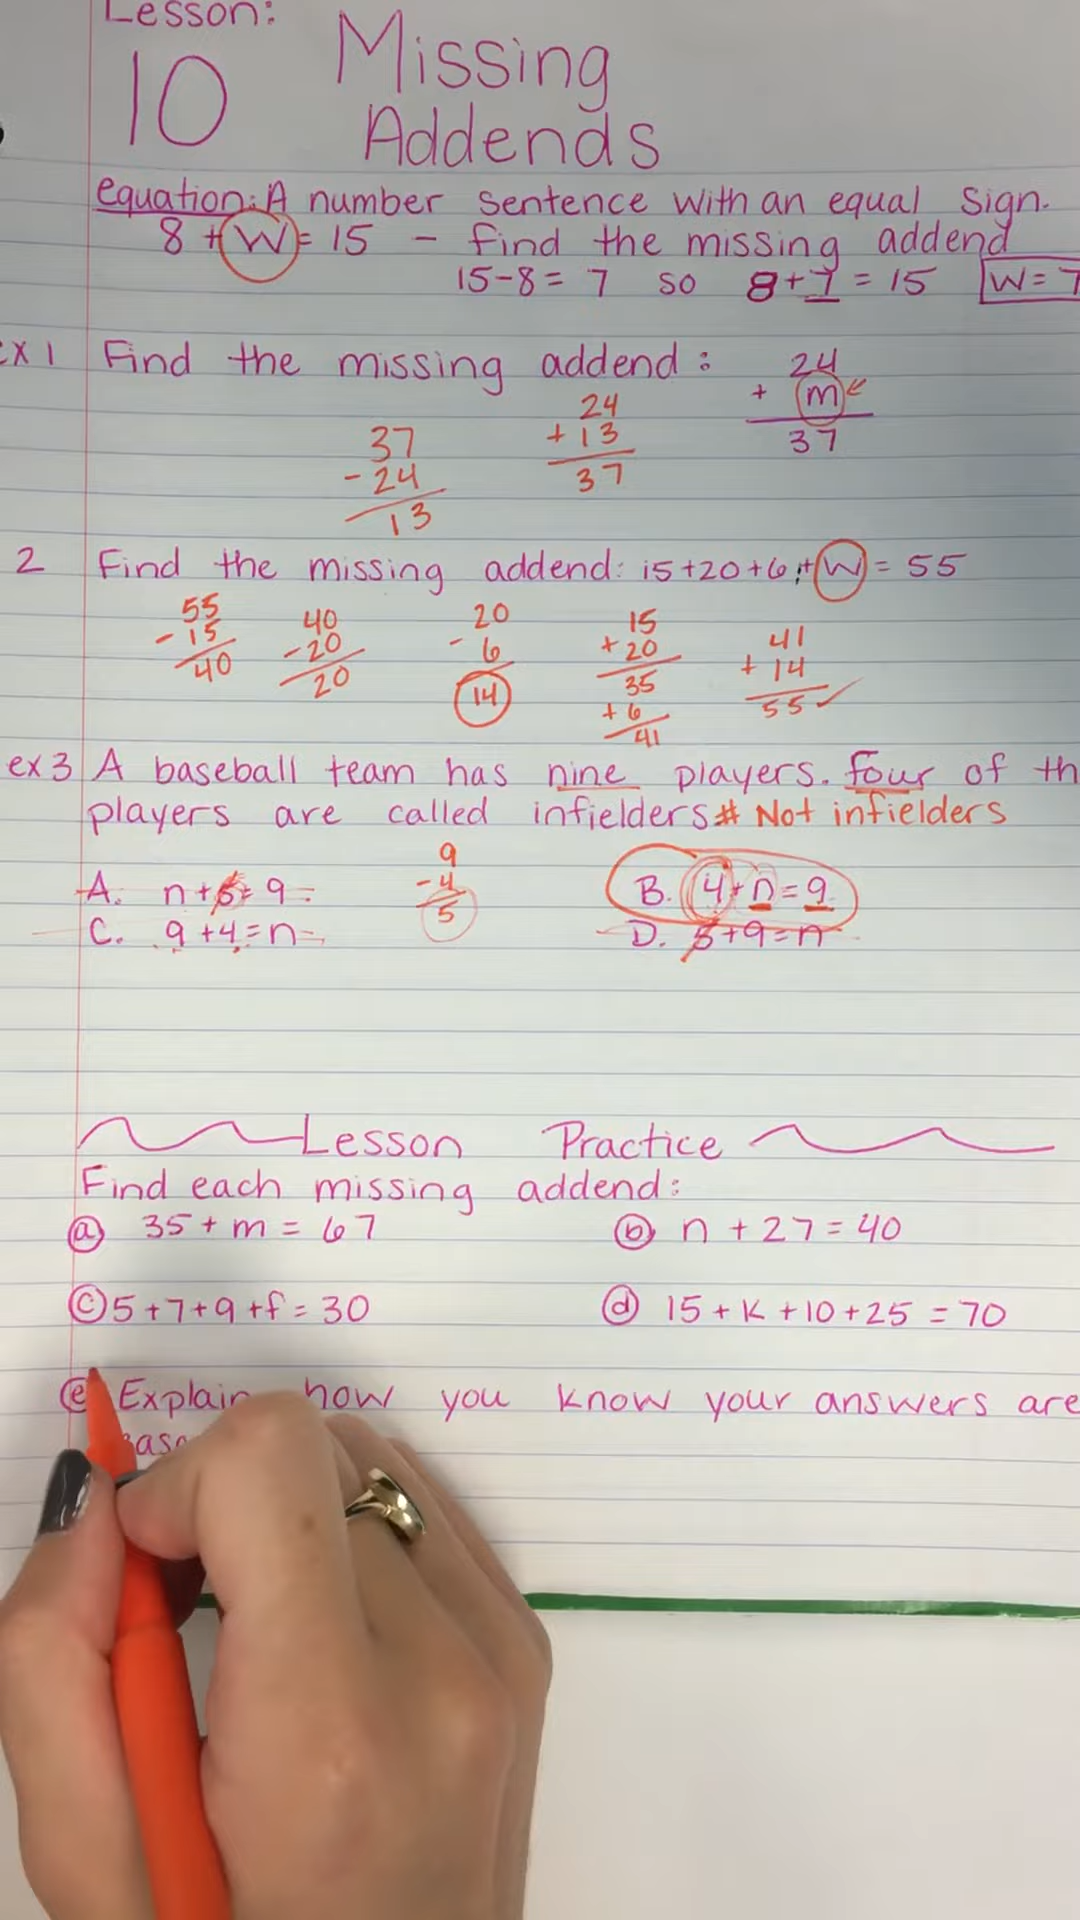 Lesson:
10
Missing
Addends
equation: A number sentence with an equal sign.
8 + W = 15 - find the missing addend
15-8= 7 so 8+7=15 W=7
ex1 Find the missing addend:
24
+ m
37
37
-24
13
24
+13
37
2 Find the missing addend: 15+20+6+W=55
55
-15
40
40
-20
20
20
-6
14
15
+20
35
+6
41
41
+14
55 ✓
ex3 A baseball team has nine players. four of th
players are called infielders # Not infielders
A. n+5=9
9
-4
5
B. 4+n=9
C. 9+4=n
D. 5+9=n
Lesson Practice
Find each missing addend:
a 35+m=67
b n+27=40
c 5+7+9+f=30
d 15+K+10+25=70
e Explain how you know your answers are